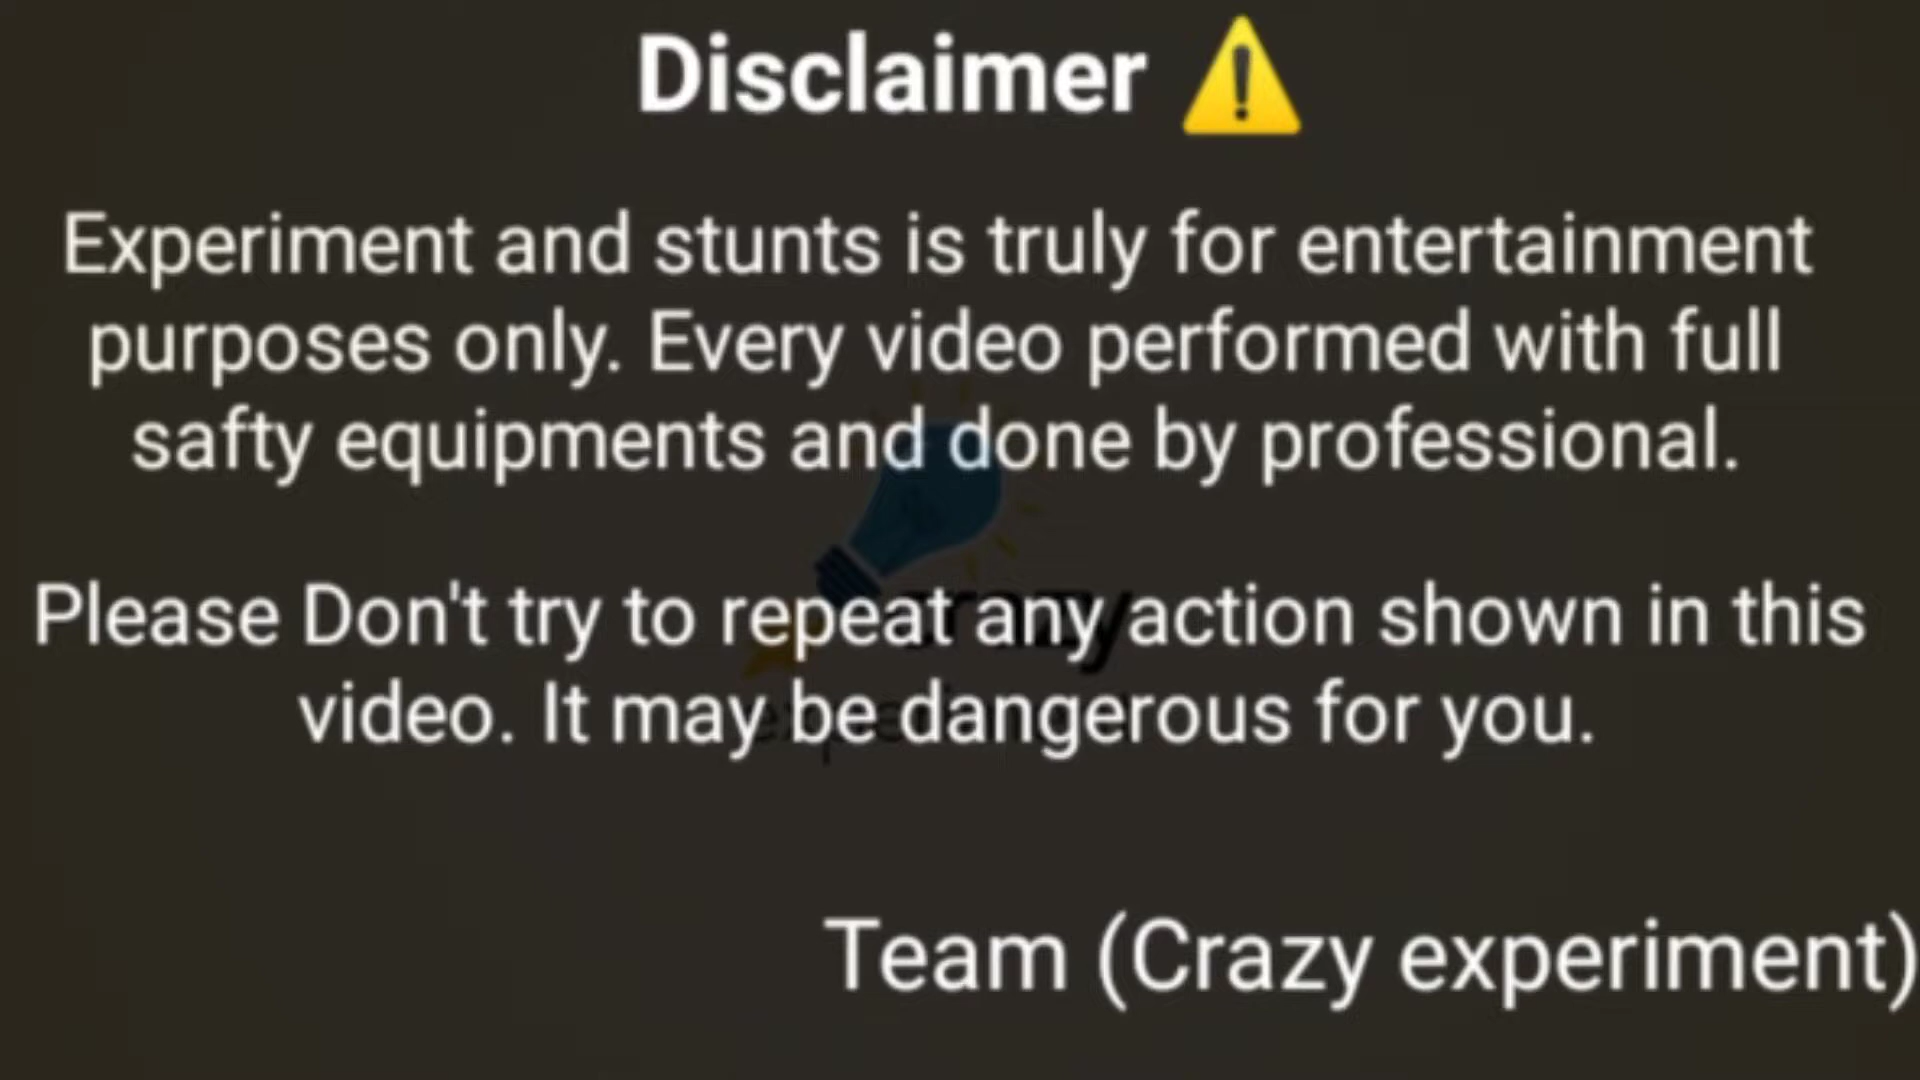 Disclaimer ⚠️
Experiment and stunts is truly for entertainment
purposes only. Every video performed with full
safty equipments and done by professional.
Please Don't try to repeat any action shown in this
video. It may be dangerous for you.
Team (Crazy experiment)
crazy